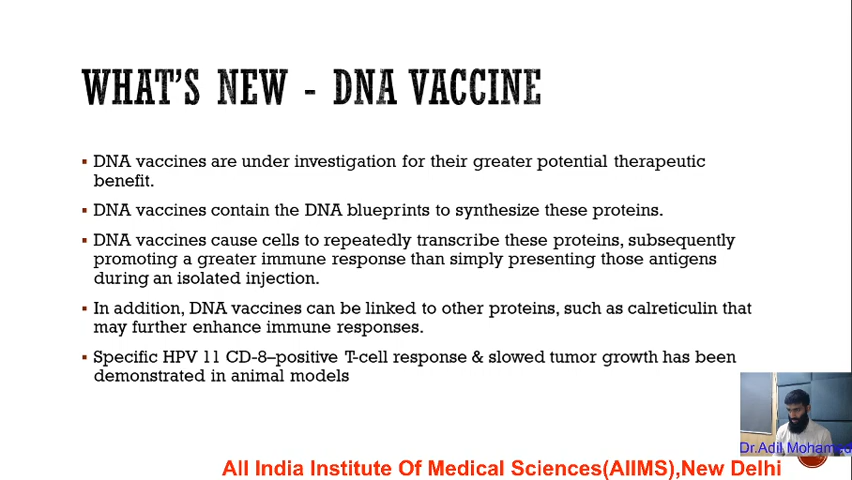 WHAT'S NEW - DNA VACCINE
▪ DNA vaccines are under investigation for their greater potential therapeutic
benefit.
▪ DNA vaccines contain the DNA blueprints to synthesize these proteins.
▪ DNA vaccines cause cells to repeatedly transcribe these proteins, subsequently
promoting a greater immune response than simply presenting those antigens
during an isolated injection.
▪ In addition, DNA vaccines can be linked to other proteins, such as calreticulin that
may further enhance immune responses.
▪ Specific HPV 11 CD-8–positive T-cell response & slowed tumor growth has been
demonstrated in animal models
Dr.Adil Mohamed
All India Institute Of Medical Sciences(AIIMS),New Delhi